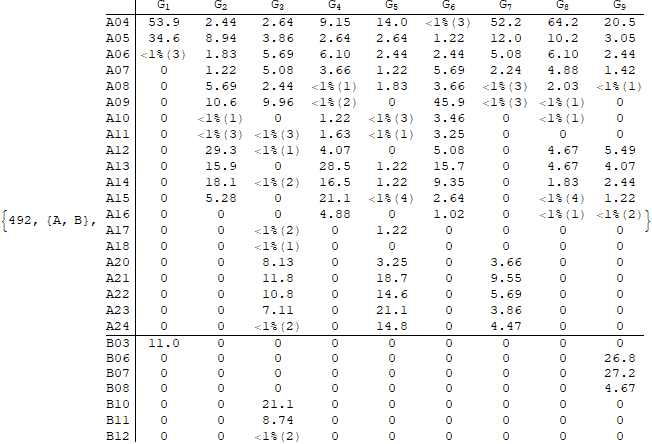 G1 G2 G3 G4 G5 G6 G7 G8 G9
A04 53.9 2.44 2.64 9.15 14.0 <1%(3) 52.2 64.2 20.5
A05 34.6 8.94 3.86 2.64 2.64 1.22 12.0 10.2 3.05
A06 <1%(3) 1.83 5.69 6.10 2.44 2.44 5.08 6.10 2.44
A07 0 1.22 5.08 3.66 1.22 5.69 2.24 4.88 1.42
A08 0 5.69 2.44 <1%(1) 1.83 3.66 <1%(3) 2.03 <1%(1)
A09 0 10.6 9.96 <1%(2) 0 45.9 <1%(3) <1%(1) 0
A10 0 <1%(1) 0 1.22 <1%(3) 3.46 0 <1%(1) 0
A11 0 <1%(3) <1%(3) 1.63 <1%(1) 3.25 0 0 0
A12 0 29.3 <1%(1) 4.07 0 5.08 0 4.67 5.49
A13 0 15.9 0 28.5 1.22 15.7 0 4.67 4.07
A14 0 18.1 <1%(2) 16.5 1.22 9.35 0 1.83 2.44
A15 0 5.28 0 21.1 <1%(4) 2.64 0 <1%(4) 1.22
{492, {A, B}, A16 0 0 0 4.88 0 1.02 0 <1%(1) <1%(2) }
A17 0 0 <1%(2) 0 1.22 0 0 0 0
A18 0 0 <1%(1) 0 0 0 0 0 0
A20 0 0 8.13 0 3.25 0 3.66 0 0
A21 0 0 11.8 0 18.7 0 9.55 0 0
A22 0 0 10.8 0 14.6 0 5.69 0 0
A23 0 0 7.11 0 21.1 0 3.86 0 0
A24 0 0 <1%(2) 0 14.8 0 4.47 0 0
B03 11.0 0 0 0 0 0 0 0 0
B06 0 0 0 0 0 0 0 0 26.8
B07 0 0 0 0 0 0 0 0 27.2
B08 0 0 0 0 0 0 0 0 4.67
B10 0 0 21.1 0 0 0 0 0 0
B11 0 0 8.74 0 0 0 0 0 0
B12 0 0 <1%(2) 0 0 0 0 0 0